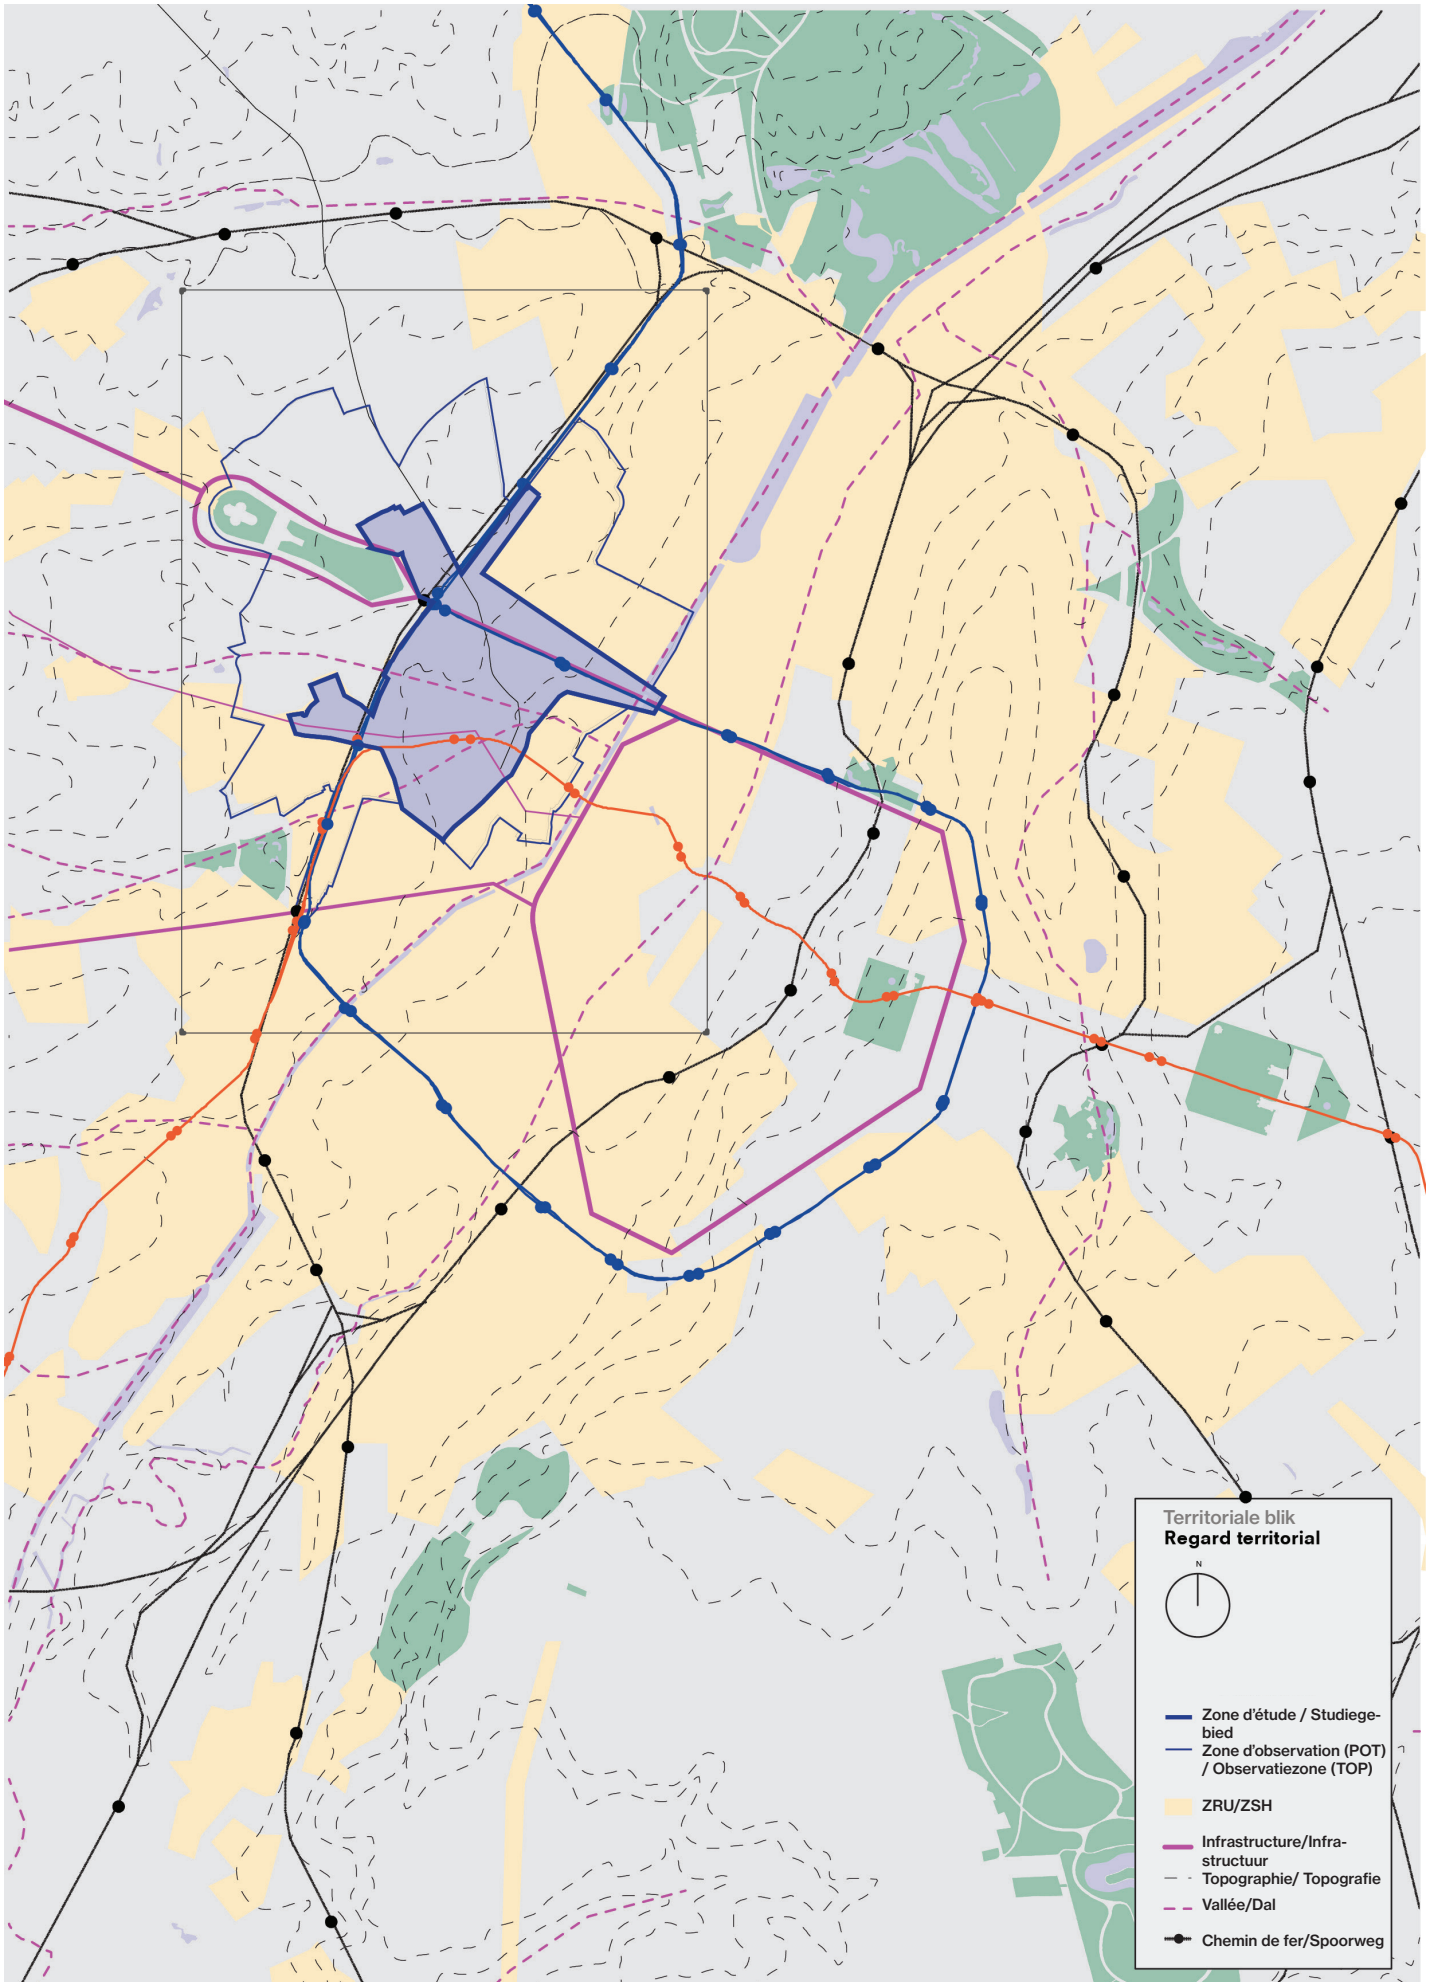 Territoriale blik
Regard territorial
N
Zone d'étude / Studiege-
bied
Zone d'observation (POT)
/ Observatiezone (TOP)
ZRU/ZSH
Infrastructure/Infra-
structuur
Topographie/ Topografie
Vallée/Dal
Chemin de fer/Spoorweg